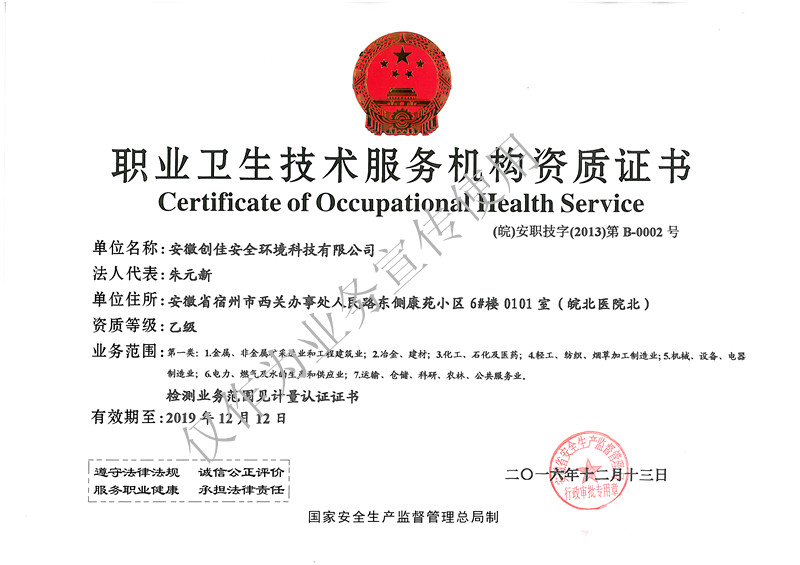 职业卫生技术服务机构资质证书
Certificate of Occupational Health Service
(皖)安职技字(2013)第 B-0002 号
单位名称：安徽创佳安全环境科技有限公司
法人代表：朱元新
单位住所：安徽省宿州市西关办事处人民路东侧康苑小区 6#楼 0101 室（皖北医院北）
资质等级：乙级
业务范围：第一类：1.金属、非金属矿采选业和工程建筑业；2.冶金、建材；3.化工、石化及医药；4.轻工、纺织、烟草加工制造业；5.机械、设备、电器
制造业；6.电力、燃气及水的生产和供应业；7.运输、仓储、科研、农林、公共服务业。
检测业务范围见计量认证证书
有效期至：2019 年 12 月 12 日
仅作为业务宣传使用
遵守法律法规 诚信公正评价
服务职业健康 承担法律责任
二〇一六年十二月十三日
安徽省安全生产监督管理局
行政审批专用章
国家安全生产监督管理总局制